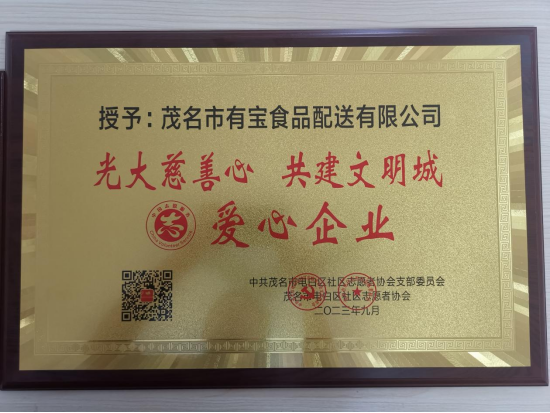 授予：茂名市有宝食品配送有限公司
光大慈善心 共建文明城
爱心企业
中共茂名市电白区社区志愿者协会支部委员会
茂名市电白区社区志愿者协会
二〇二三年九月